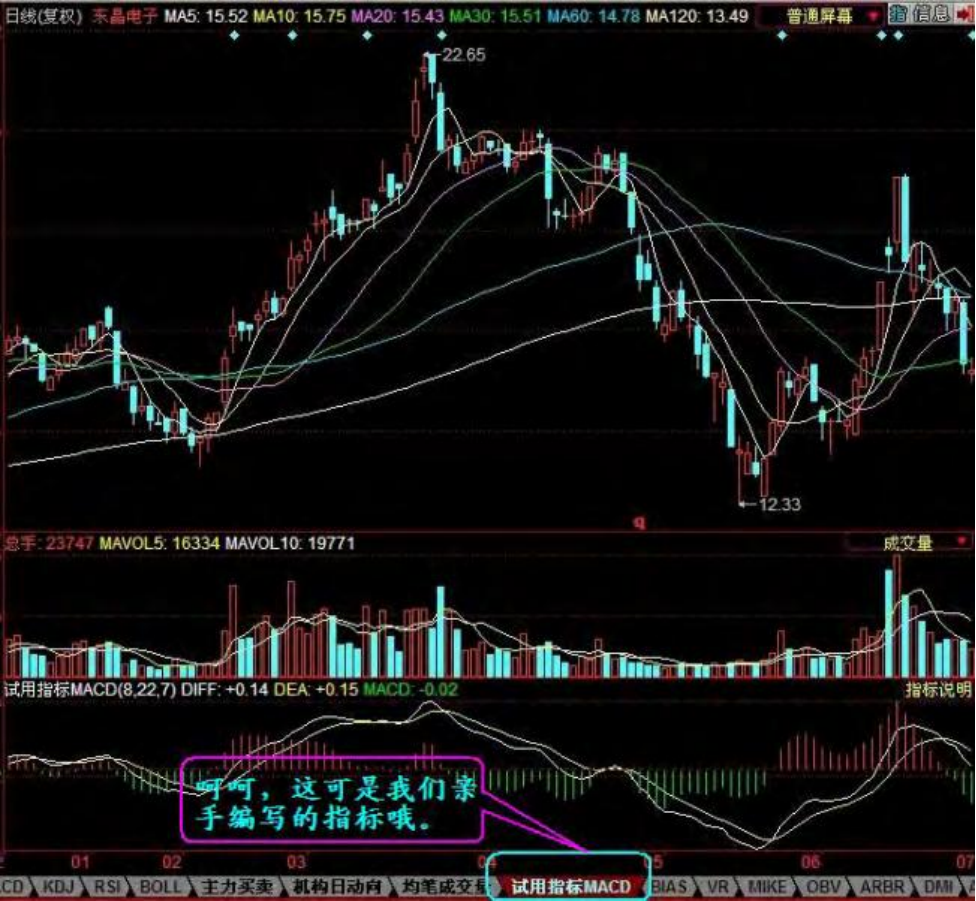 日线(复权) 东晶电子 MA5: 15.52 MA10: 15.75 MA20: 15.43 MA30: 15.51 MA60: 14.78 MA120: 13.49 普通屏幕 指 信息
22.65
12.33
q
总手: 23747 MAVOL5: 16334 MAVOL10: 19771 成交量
试用指标MACD(8,22,7) DIFF: +0.14 DEA: +0.15 MACD: -0.02 指标说明
呵呵，这可是我们亲
手编写的指标哦。
01 02 03 04 05 06 07
CD KDJ RSI BOLL 主力买卖 机构日动向 均笔成交量 试用指标MACD BIAS VR MIKE OBV ARBR DMI